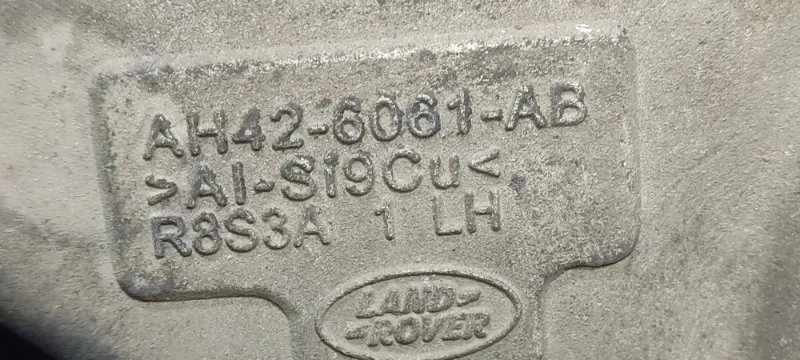 AH42-6061-AB
>Al-Si9Cu<
R8S3A 1 LH
LAND-
-ROVER